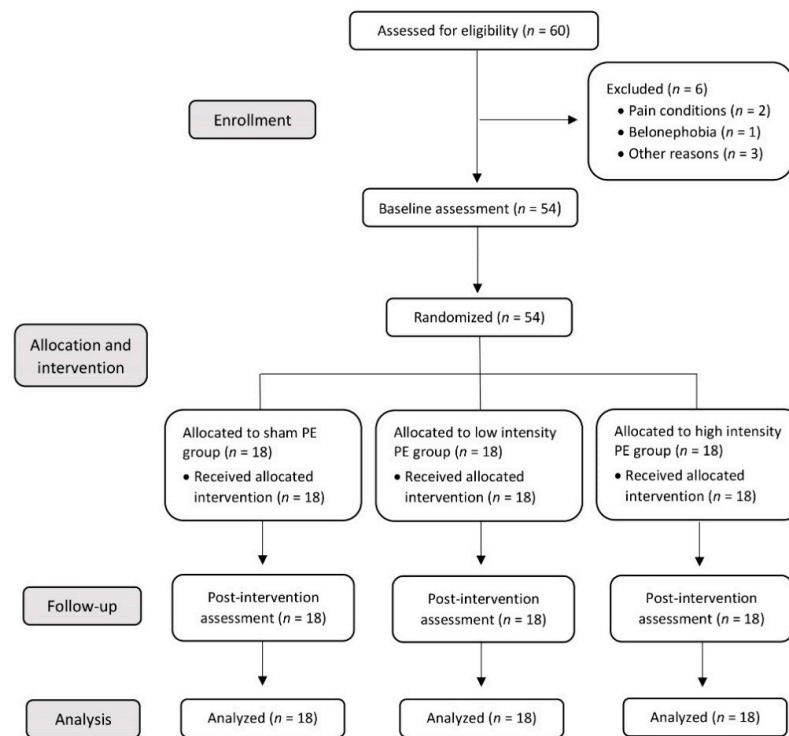 Assessed for eligibility (n = 60)
Excluded (n = 6)
• Pain conditions (n = 2)
• Belonephobia (n = 1)
• Other reasons (n = 3)
Enrollment
Baseline assessment (n = 54)
Randomized (n = 54)
Allocation and
intervention
Allocated to sham PE
group (n = 18)
• Received allocated
intervention (n = 18)
Allocated to low intensity
PE group (n = 18)
• Received allocated
intervention (n = 18)
Allocated to high intensity
PE group (n = 18)
• Received allocated
intervention (n = 18)
Follow-up
Post-intervention
assessment (n = 18)
Post-intervention
assessment (n = 18)
Post-intervention
assessment (n = 18)
Analysis
Analyzed (n = 18)
Analyzed (n = 18)
Analyzed (n = 18)